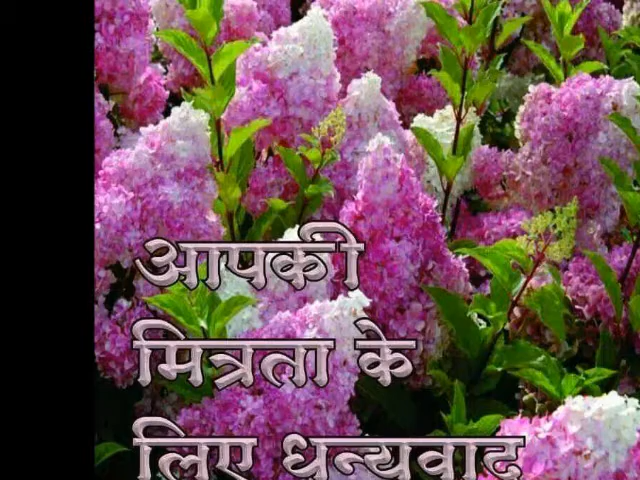 आपकी
मित्रता के
लिए धन्यवाद